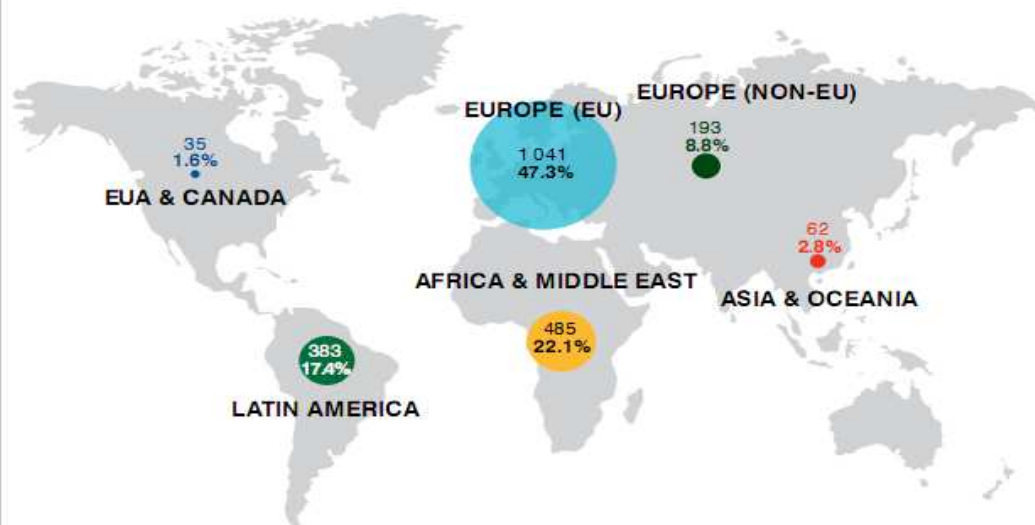 EUROPE (EU)
1 041
47.3%
EUROPE (NON-EU)
193
8.8%
35
1.6%
EUA & CANADA
62
2.8%
ASIA & OCEANIA
AFRICA & MIDDLE EAST
485
22.1%
383
17.4%
LATIN AMERICA